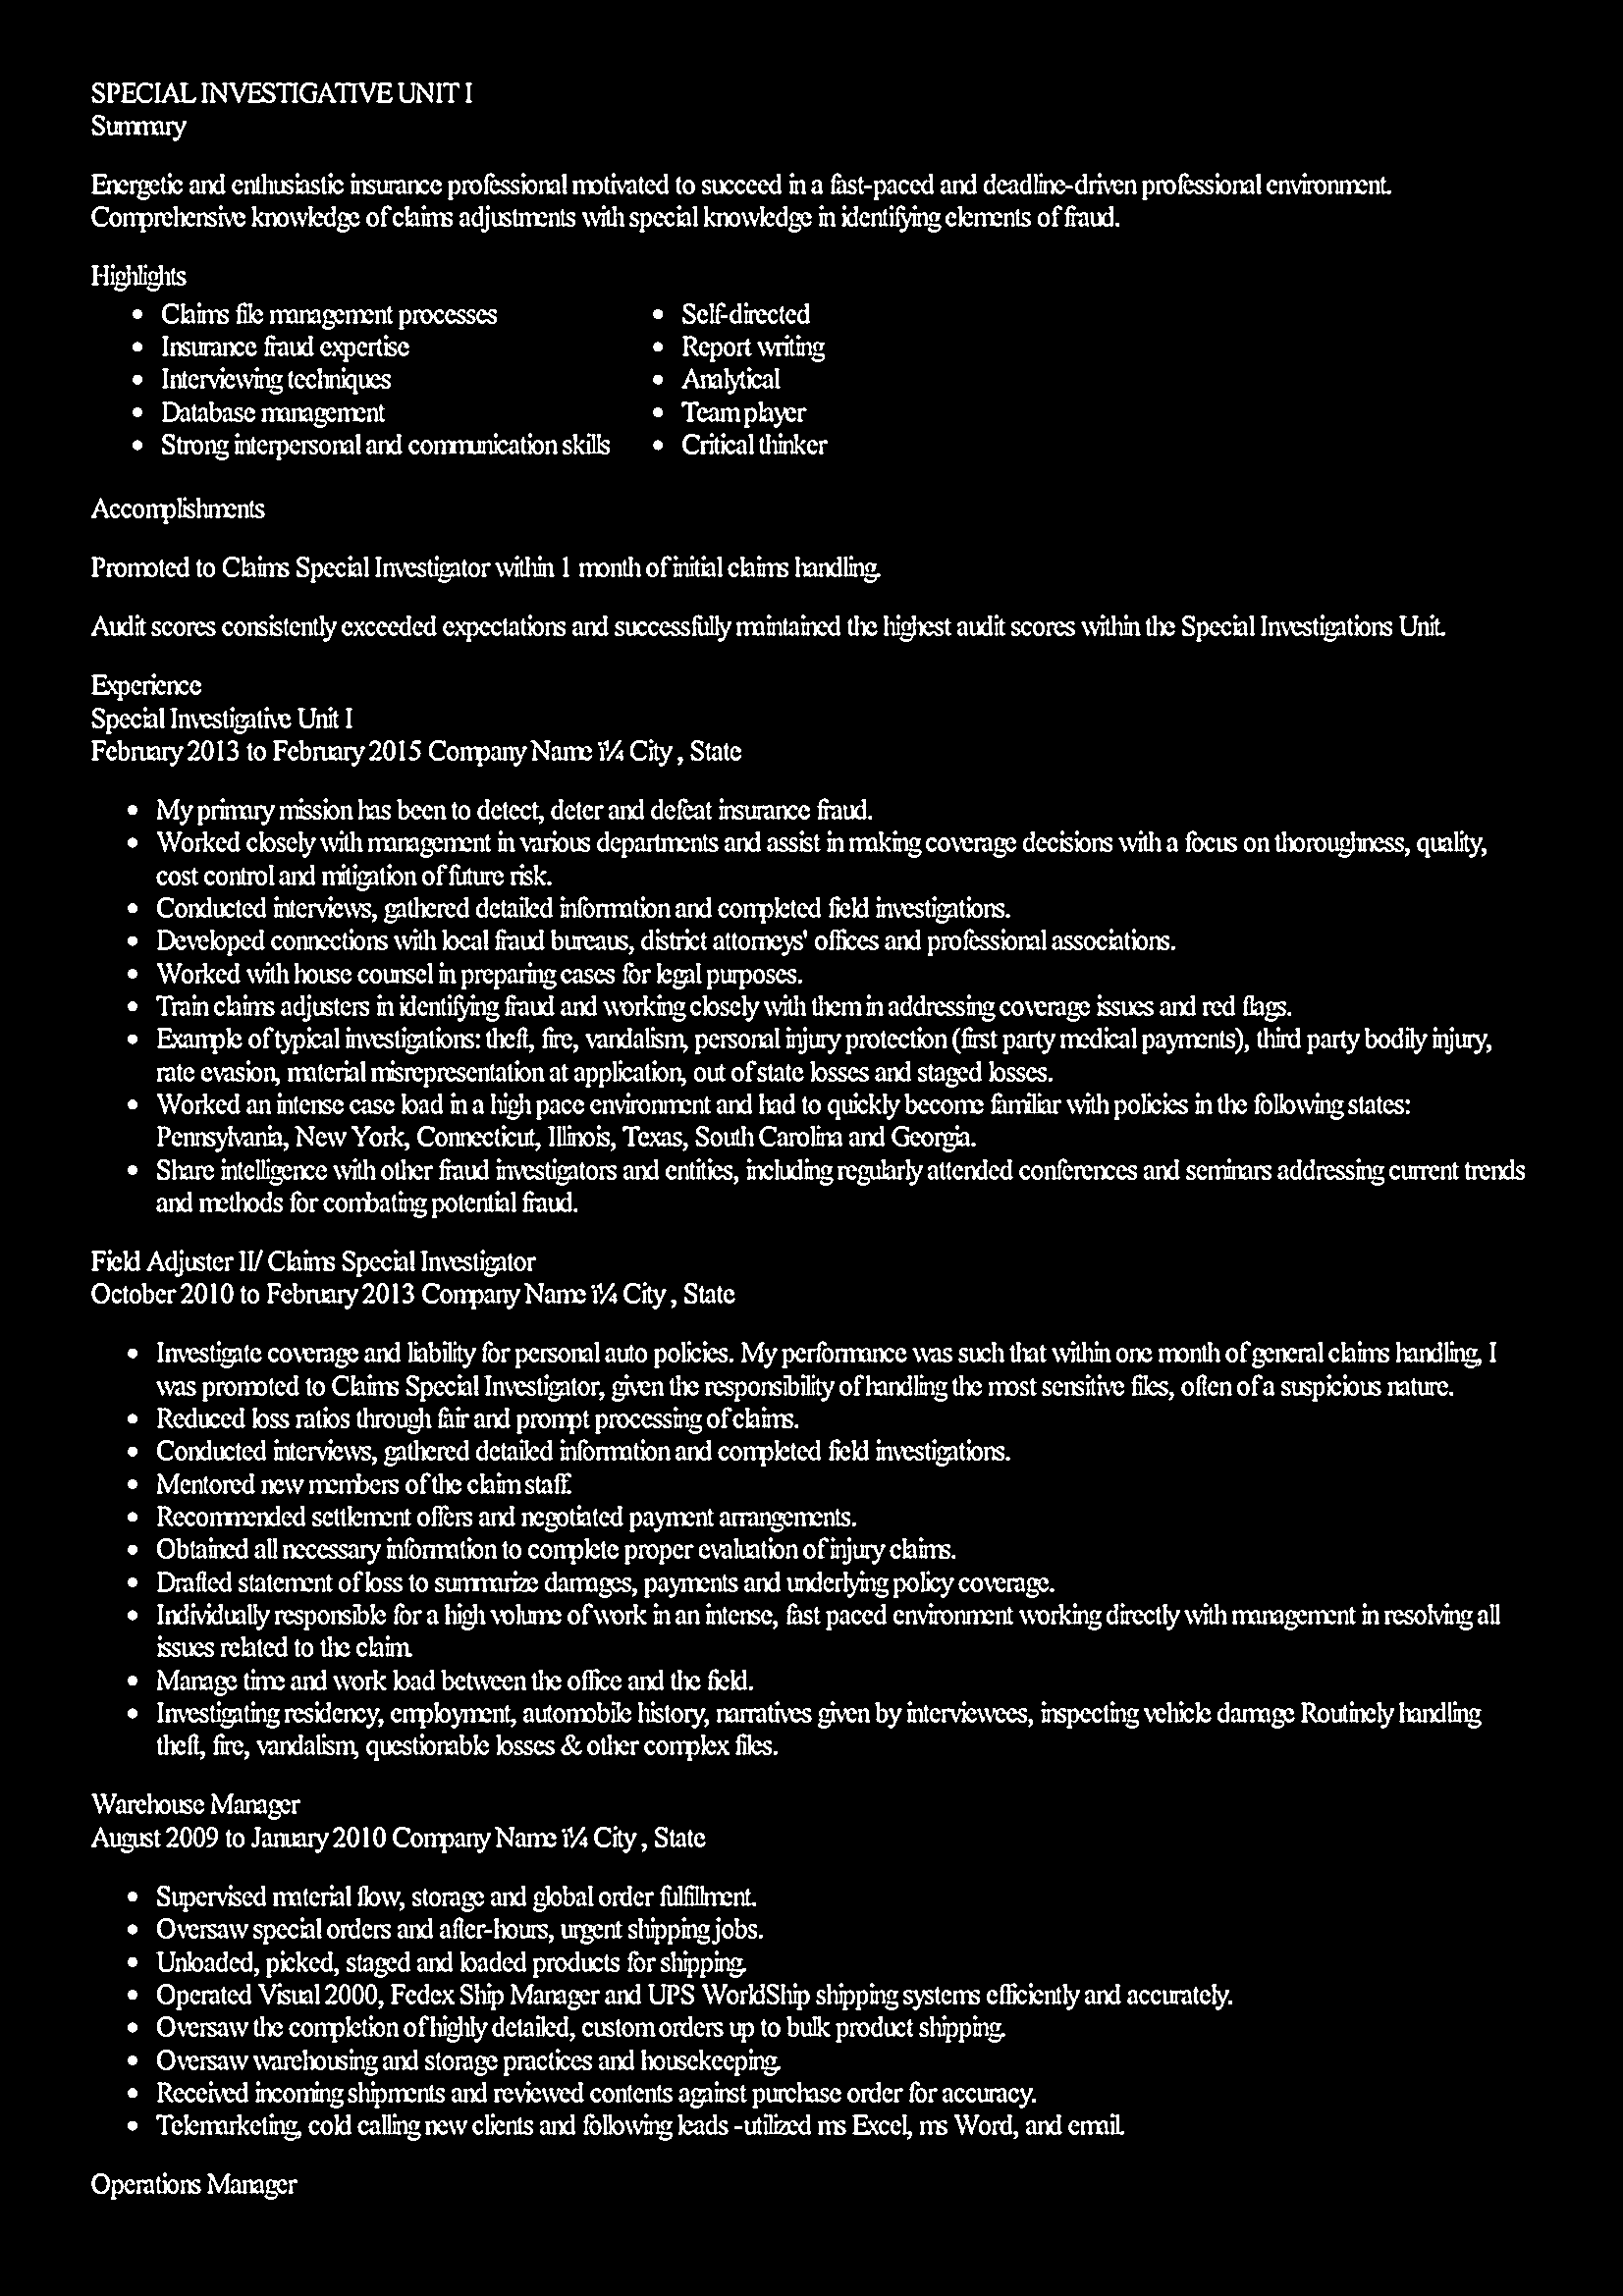 SPECIAL INVESTIGATIVE UNIT I
Summary
Energetic and enthusiastic insurance professional motivated to succeed in a fast-paced and deadline-driven professional environment.
Comprehensive knowledge of claims adjustments with special knowledge in identifying elements of fraud.
Highlights
• Claims file management processes
• Insurance fraud expertise
• Interviewing techniques
• Database management
• Strong interpersonal and communication skills
• Self-directed
• Report writing
• Analytical
• Team player
• Critical thinker
Accomplishments
Promoted to Claims Special Investigator within 1 month of initial claims handling.
Audit scores consistently exceeded expectations and successfully maintained the highest audit scores within the Special Investigations Unit.
Experience
Special Investigative Unit I
February 2013 to February 2015 Company Name ï¼ City , State
• My primary mission has been to detect, deter and defeat insurance fraud.
• Worked closely with management in various departments and assist in making coverage decisions with a focus on thoroughness, quality,
cost control and mitigation of future risk.
• Conducted interviews, gathered detailed information and completed field investigations.
• Developed connections with local fraud bureaus, district attorneys' offices and professional associations.
• Worked with house counsel in preparing cases for legal purposes.
• Train claims adjusters in identifying fraud and working closely with them in addressing coverage issues and red flags.
• Example of typical investigations: theft, fire, vandalism, personal injury protection (first party medical payments), third party bodily injury,
rate evasion, material misrepresentation at application, out of state losses and staged losses.
• Worked an intense case load in a high pace environment and had to quickly become familiar with policies in the following states:
Pennsylvania, New York, Connecticut, Illinois, Texas, South Carolina and Georgia.
• Share intelligence with other fraud investigators and entities, including regularly attended conferences and seminars addressing current trends
and methods for combating potential fraud.
Field Adjuster II/ Claims Special Investigator
October 2010 to February 2013 Company Name ï¼ City , State
• Investigate coverage and liability for personal auto policies. My performance was such that within one month of general claims handling, I
was promoted to Claims Special Investigator, given the responsibility of handling the most sensitive files, often of a suspicious nature.
• Reduced loss ratios through fair and prompt processing of claims.
• Conducted interviews, gathered detailed information and completed field investigations.
• Mentored new members of the claim staff.
• Recommended settlement offers and negotiated payment arrangements.
• Obtained all necessary information to complete proper evaluation of injury claims.
• Drafted statement of loss to summarize damages, payments and underlying policy coverage.
• Individually responsible for a high volume of work in an intense, fast paced environment working directly with management in resolving all
issues related to the claim.
• Manage time and work load between the office and the field.
• Investigating residency, employment, automobile history, narratives given by interviewees, inspecting vehicle damage Routinely handling
theft, fire, vandalism, questionable losses & other complex files.
Warehouse Manager
August 2009 to January 2010 Company Name ï¼ City , State
• Supervised material flow, storage and global order fulfillment.
• Oversaw special orders and after-hours, urgent shipping jobs.
• Unloaded, picked, staged and loaded products for shipping.
• Operated Visual 2000, Fedex Ship Manager and UPS WorldShip shipping systems efficiently and accurately.
• Oversaw the completion of highly detailed, custom orders up to bulk product shipping.
• Oversaw warehousing and storage practices and housekeeping.
• Received incoming shipments and reviewed contents against purchase order for accuracy.
• Telemarketing, cold calling new clients and following leads -utilized ms Excel, ms Word, and email.
Operations Manager